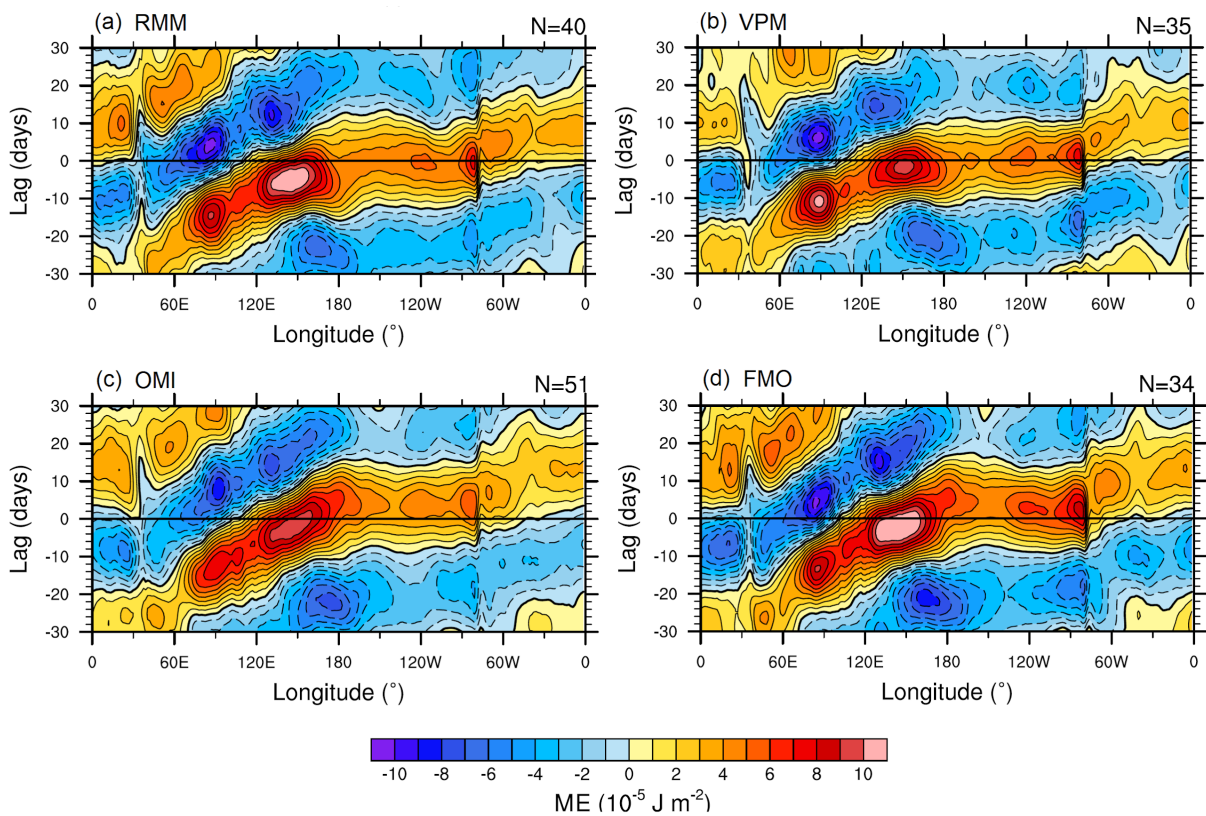 (a) RMM N=40
30
20
10
0
-10
-20
-30
Lag (days)
0 60E 120E 180 120W 60W 0
Longitude (°)
(b) VPM N=35
30
20
10
0
-10
-20
-30
Lag (days)
0 60E 120E 180 120W 60W 0
Longitude (°)
(c) OMI N=51
30
20
10
0
-10
-20
-30
Lag (days)
0 60E 120E 180 120W 60W 0
Longitude (°)
(d) FMO N=34
30
20
10
0
-10
-20
-30
Lag (days)
0 60E 120E 180 120W 60W 0
Longitude (°)
-10 -8 -6 -4 -2 0 2 4 6 8 10
ME (10⁻⁵ J m⁻²)